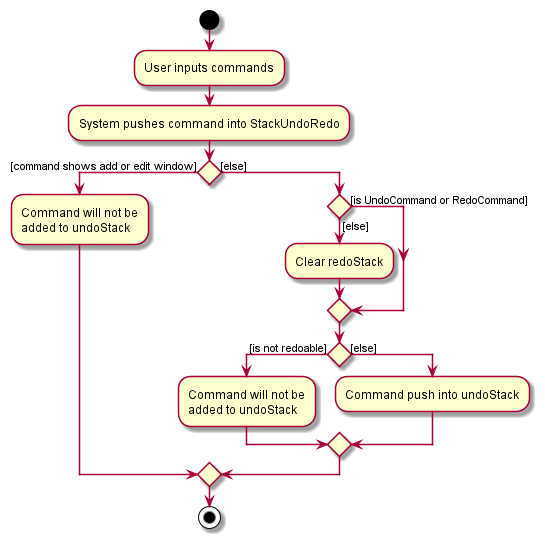 User inputs commands
System pushes command into StackUndoRedo
[command shows add or edit window]
[else]
Command will not be
added to undoStack
[is UndoCommand or RedoCommand]
[else]
Clear redoStack
[is not redoable]
[else]
Command will not be
added to undoStack
Command push into undoStack